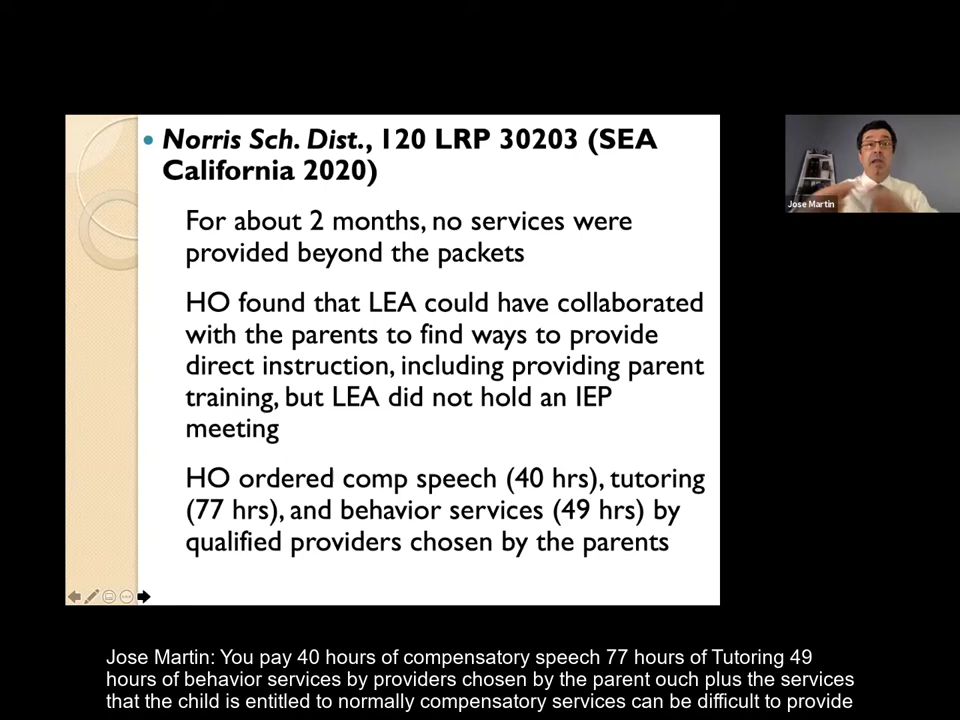 Norris Sch. Dist., 120 LRP 30203 (SEA
California 2020)
For about 2 months, no services were
provided beyond the packets
HO found that LEA could have collaborated
with the parents to find ways to provide
direct instruction, including providing parent
training, but LEA did not hold an IEP
meeting
HO ordered comp speech (40 hrs), tutoring
(77 hrs), and behavior services (49 hrs) by
qualified providers chosen by the parents
Jose Martin
Jose Martin: You pay 40 hours of compensatory speech 77 hours of Tutoring 49
hours of behavior services by providers chosen by the parent ouch plus the services
that the child is entitled to normally compensatory services can be difficult to provide